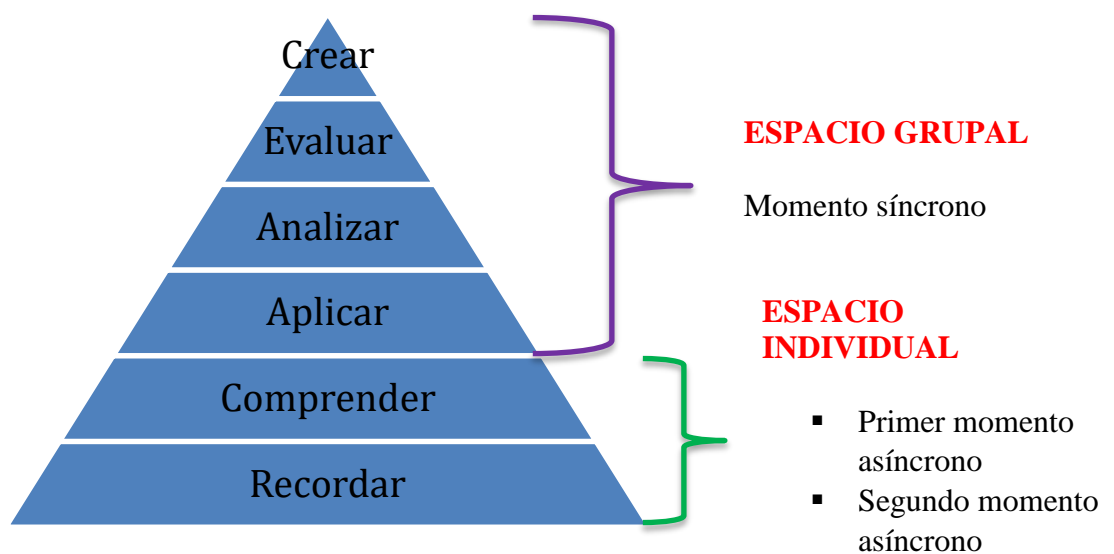 Crear
Evaluar
Analizar
Aplicar
Comprender
Recordar
ESPACIO GRUPAL
Momento síncrono
ESPACIO
INDIVIDUAL
▪ Primer momento
asíncrono
▪ Segundo momento
asíncrono